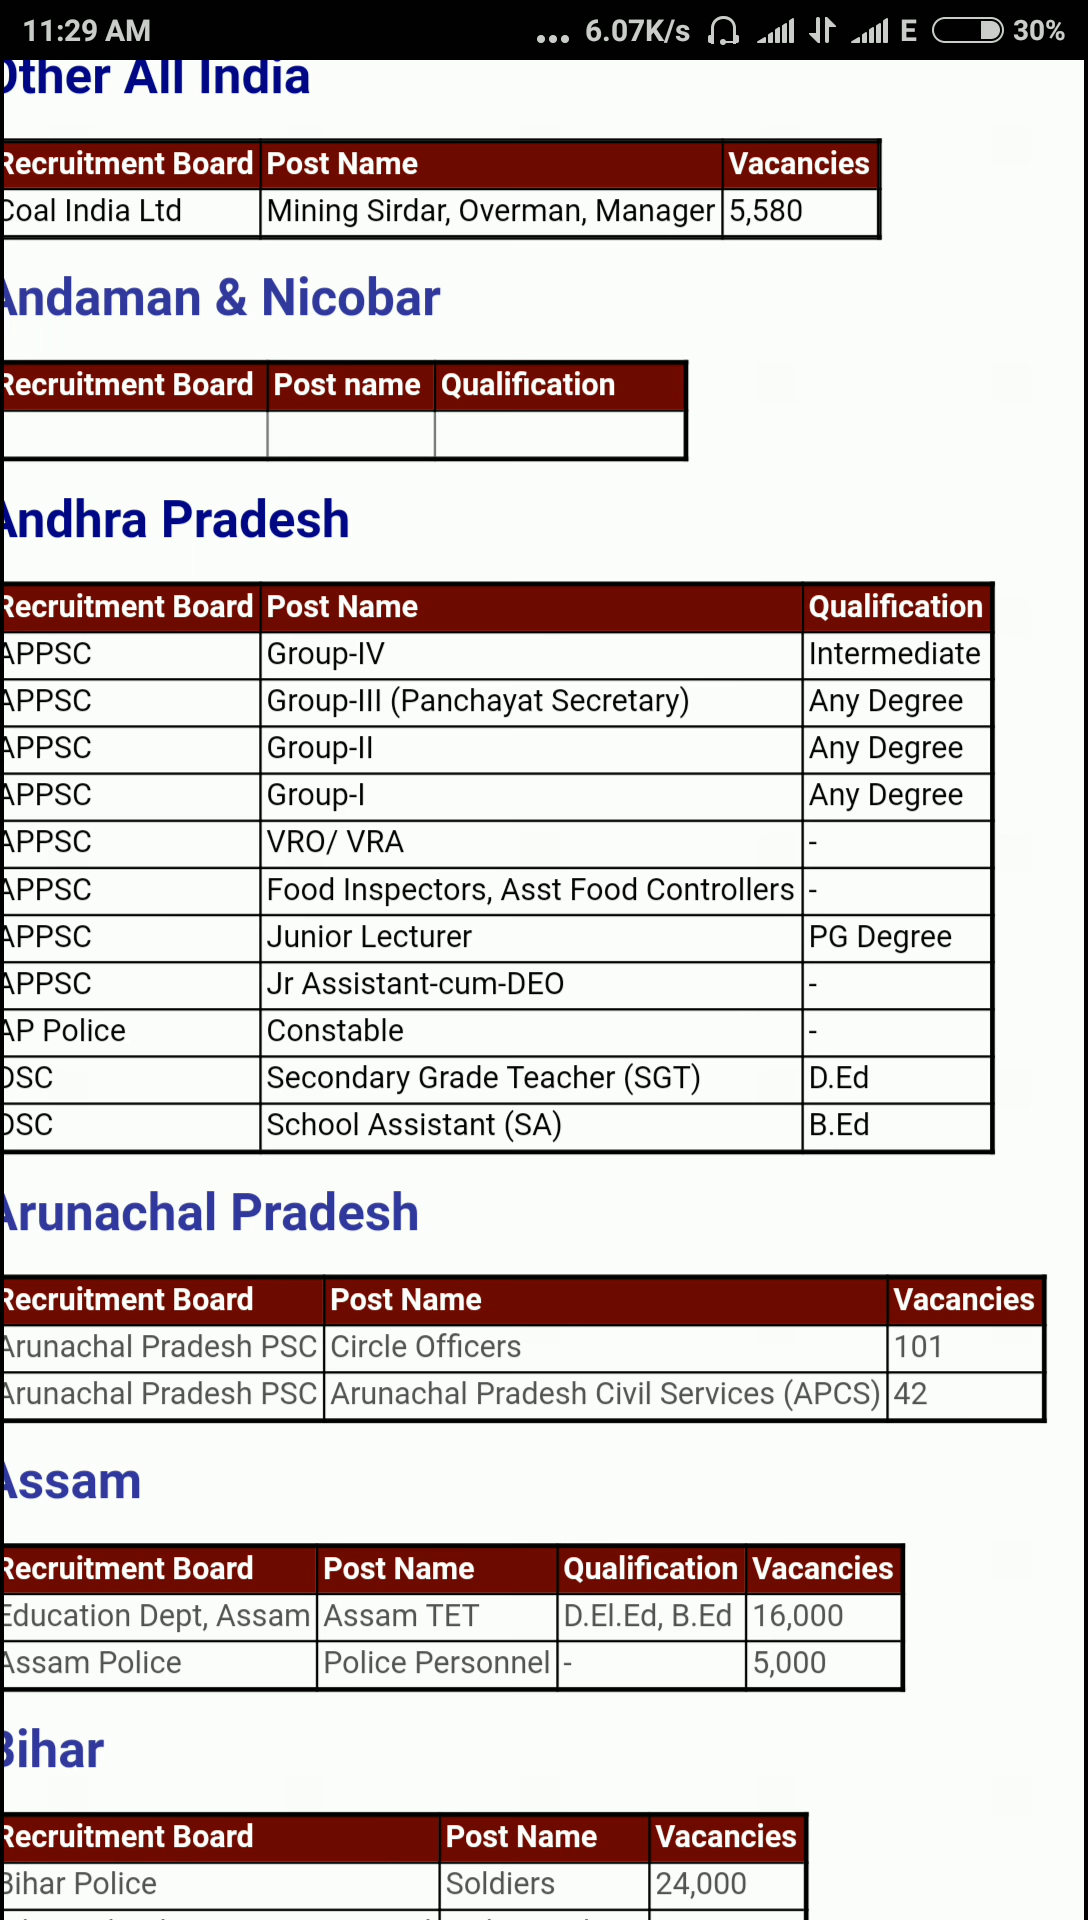 11:29 AM ... 6.07K/s E 30%
Other All India
Recruitment Board Post Name Vacancies
Coal India Ltd Mining Sirdar, Overman, Manager 5,580
Andaman & Nicobar
Recruitment Board Post name Qualification
Andhra Pradesh
Recruitment Board Post Name Qualification
APPSC Group-IV Intermediate
APPSC Group-III (Panchayat Secretary) Any Degree
APPSC Group-II Any Degree
APPSC Group-I Any Degree
APPSC VRO/ VRA -
APPSC Food Inspectors, Asst Food Controllers -
APPSC Junior Lecturer PG Degree
APPSC Jr Assistant-cum-DEO -
AP Police Constable -
DSC Secondary Grade Teacher (SGT) D.Ed
DSC School Assistant (SA) B.Ed
Arunachal Pradesh
Recruitment Board Post Name Vacancies
Arunachal Pradesh PSC Circle Officers 101
Arunachal Pradesh PSC Arunachal Pradesh Civil Services (APCS) 42
Assam
Recruitment Board Post Name Qualification Vacancies
Education Dept, Assam Assam TET D.El.Ed, B.Ed 16,000
Assam Police Police Personnel - 5,000
Bihar
Recruitment Board Post Name Vacancies
Bihar Police Soldiers 24,000